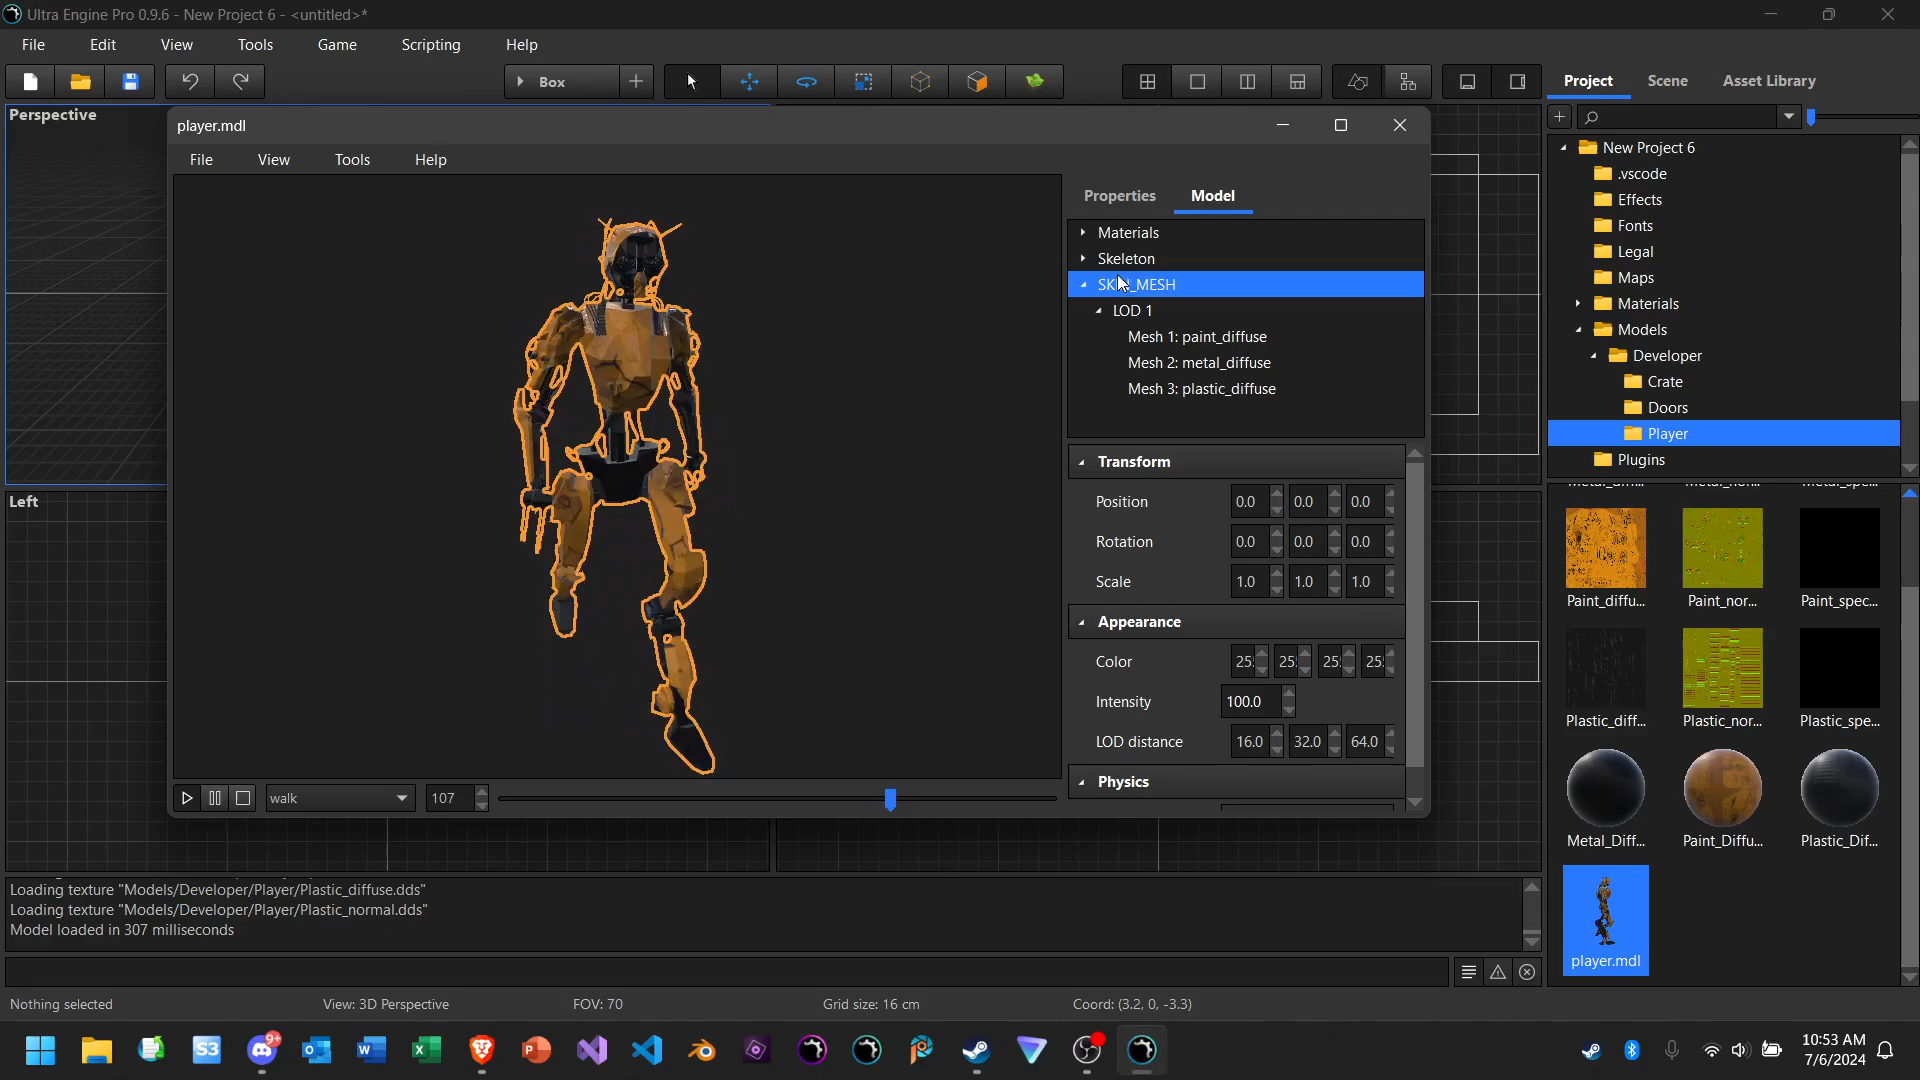 Ultra Engine Pro 0.9.6 - New Project 6 - <untitled>*
File Edit View Tools Game Scripting Help
Box
Project Scene Asset Library
Perspective
player.mdl
File View Tools Help
Properties Model
Materials
Skeleton
LOD 1
Mesh 1: paint_diffuse
Mesh 2: metal_diffuse
Mesh 3: plastic_diffuse
Transform
Position 0.0 0.0 0.0
Rotation 0.0 0.0 0.0
Scale 1.0 1.0 1.0
Appearance
Color 25 25 25 25
Intensity 100.0
LOD distance 16.0 32.0 64.0
Physics
walk 107
New Project 6
.vscode
Effects
Fonts
Legal
Maps
Materials
Models
Developer
Crate
Doors
Player
Plugins
Paint_diffu... Paint_nor... Paint_spec...
Plastic_diff... Plastic_nor... Plastic_spe...
Metal_Diff... Paint_Diffu... Plastic_Dif...
player.mdl
Left
Loading texture "Models/Developer/Player/Plastic_diffuse.dds"
Loading texture "Models/Developer/Player/Plastic_normal.dds"
Model loaded in 307 milliseconds
Nothing selected View: 3D Perspective FOV: 70 Grid size: 16 cm Coord: (3.2, 0, -3.3)
S3
9+
10:53 AM
7/6/2024